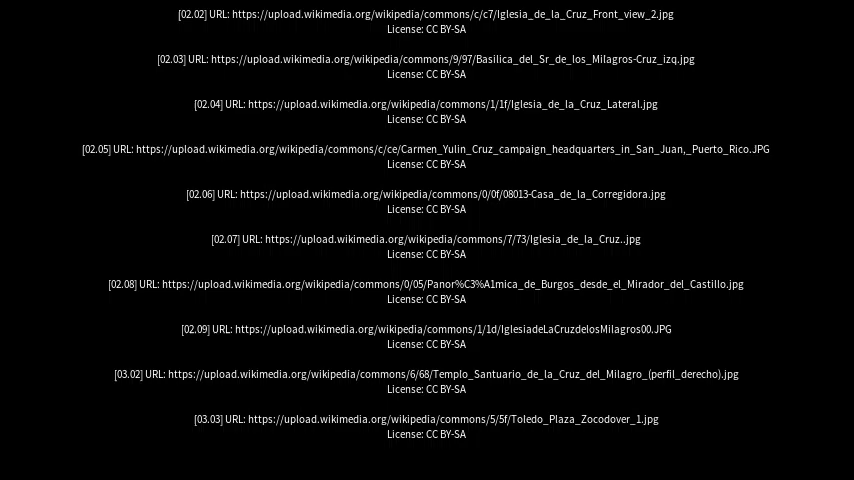 [02.02] URL: https://upload.wikimedia.org/wikipedia/commons/c/c7/Iglesia_de_la_Cruz_Front_view_2.jpg
License: CC BY-SA
[02.03] URL: https://upload.wikimedia.org/wikipedia/commons/9/97/Basilica_del_Sr_de_los_Milagros-Cruz_izq.jpg
License: CC BY-SA
[02.04] URL: https://upload.wikimedia.org/wikipedia/commons/1/1f/Iglesia_de_la_Cruz_Lateral.jpg
License: CC BY-SA
[02.05] URL: https://upload.wikimedia.org/wikipedia/commons/c/ce/Carmen_Yulin_Cruz_campaign_headquarters_in_San_Juan,_Puerto_Rico.JPG
License: CC BY-SA
[02.06] URL: https://upload.wikimedia.org/wikipedia/commons/0/0f/08013-Casa_de_la_Corregidora.jpg
License: CC BY-SA
[02.07] URL: https://upload.wikimedia.org/wikipedia/commons/7/73/Iglesia_de_la_Cruz..jpg
License: CC BY-SA
[02.08] URL: https://upload.wikimedia.org/wikipedia/commons/0/05/Panor%C3%A1mica_de_Burgos_desde_el_Mirador_del_Castillo.jpg
License: CC BY-SA
[02.09] URL: https://upload.wikimedia.org/wikipedia/commons/1/1d/IglesiadeLaCruzdelosMilagros00.JPG
License: CC BY-SA
[03.02] URL: https://upload.wikimedia.org/wikipedia/commons/6/68/Templo_Santuario_de_la_Cruz_del_Milagro_(perfil_derecho).jpg
License: CC BY-SA
[03.03] URL: https://upload.wikimedia.org/wikipedia/commons/5/5f/Toledo_Plaza_Zocodover_1.jpg
License: CC BY-SA